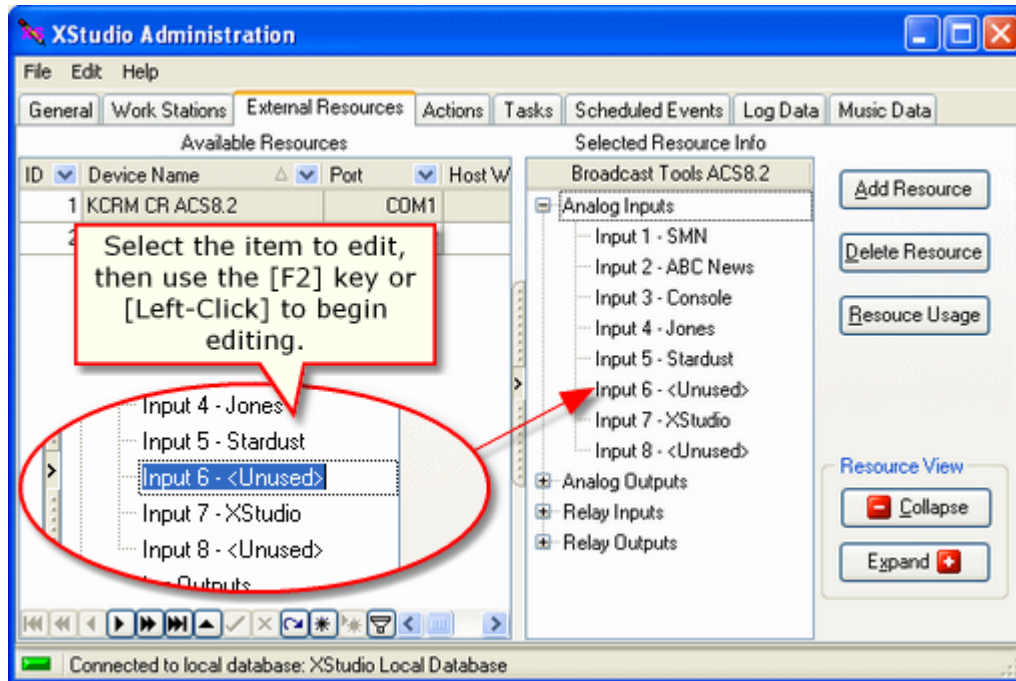 XStudio Administration
File Edit Help
General Work Stations External Resources Actions Tasks Scheduled Events Log Data Music Data
Available Resources
Selected Resource Info
ID Device Name Port Host W
1 KCRM CR ACS8.2 COM1
Select the item to edit,
then use the [F2] key or
[Left-Click] to begin
editing.
Input 4 - Jones
Input 5 - Stardust
Input 6 - <Unused>
Input 7 - XStudio
Input 8 - <Unused>
Outputs
Broadcast Tools ACS8.2
Analog Inputs
Input 1 - SMN
Input 2 - ABC News
Input 3 - Console
Input 4 - Jones
Input 5 - Stardust
Input 6 - <Unused>
Input 7 - XStudio
Input 8 - <Unused>
Analog Outputs
Relay Inputs
Relay Outputs
Add Resource
Delete Resource
Resouce Usage
Resource View
Collapse
Expand
Connected to local database: XStudio Local Database